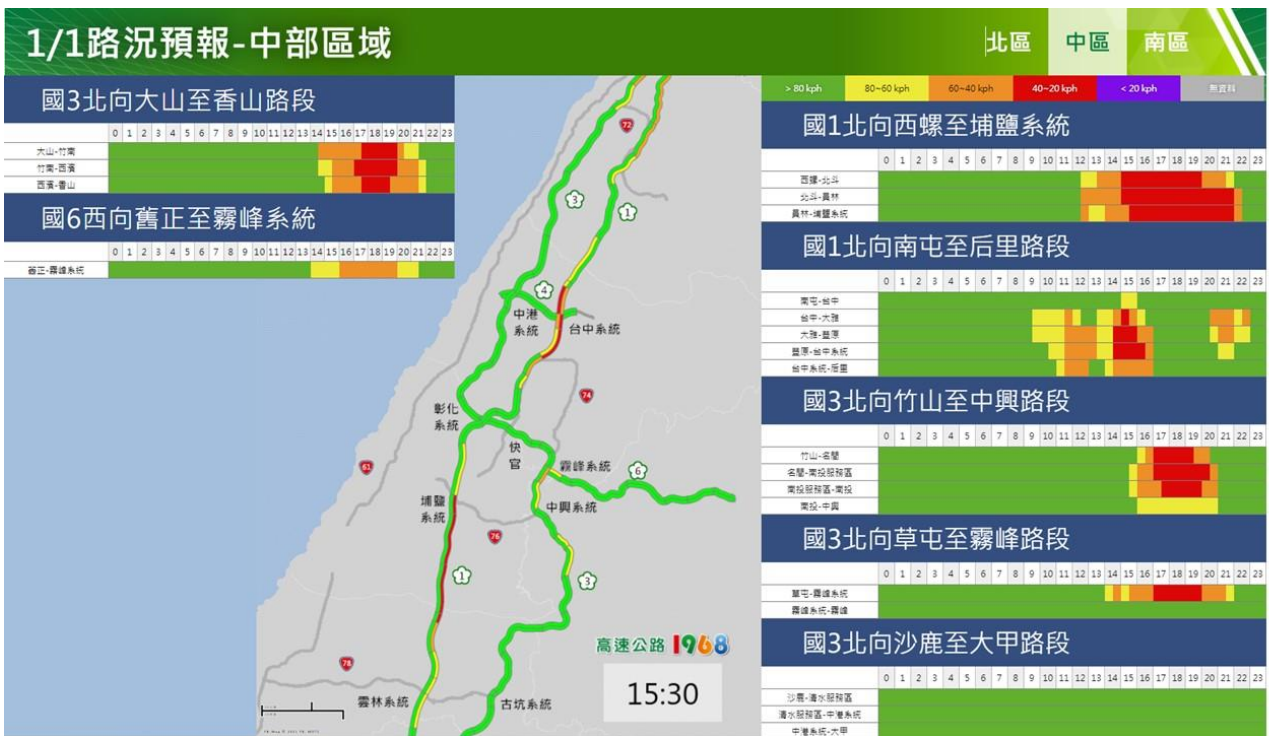 1/1路況預報-中部區域
北區 中區 南區
國3北向大山至香山路段
0 1 2 3 4 5 6 7 8 9 10 11 12 13 14 15 16 17 18 19 20 21 22 23
大山-竹南
竹南-西濱
西濱-香山
國6西向舊正至霧峰系統
0 1 2 3 4 5 6 7 8 9 10 11 12 13 14 15 16 17 18 19 20 21 22 23
舊正-霧峰系統
72
3
1
4
中港
系統
台中系統
74
彰化
系統
快
官
霧峰系統
6
61
埔鹽
系統
中興系統
76
1
3
高速公路1968
78
雲林系統
古坑系統
15:30
> 80 kph 80~60 kph 60~40 kph 40~20 kph < 20 kph 無資料
國1北向西螺至埔鹽系統
0 1 2 3 4 5 6 7 8 9 10 11 12 13 14 15 16 17 18 19 20 21 22 23
西螺-北斗
北斗-員林
員林-埔鹽系統
國1北向南屯至后里路段
0 1 2 3 4 5 6 7 8 9 10 11 12 13 14 15 16 17 18 19 20 21 22 23
南屯-台中
台中-大雅
大雅-豐原
豐原-台中系統
台中系統-后里
國3北向竹山至中興路段
0 1 2 3 4 5 6 7 8 9 10 11 12 13 14 15 16 17 18 19 20 21 22 23
竹山-名間
名間-南投服務區
南投服務區-南投
南投-中興
國3北向草屯至霧峰路段
0 1 2 3 4 5 6 7 8 9 10 11 12 13 14 15 16 17 18 19 20 21 22 23
草屯-霧峰系統
霧峰系統-霧峰
國3北向沙鹿至大甲路段
0 1 2 3 4 5 6 7 8 9 10 11 12 13 14 15 16 17 18 19 20 21 22 23
沙鹿-清水服務區
清水服務區-中港系統
中港系統-大甲